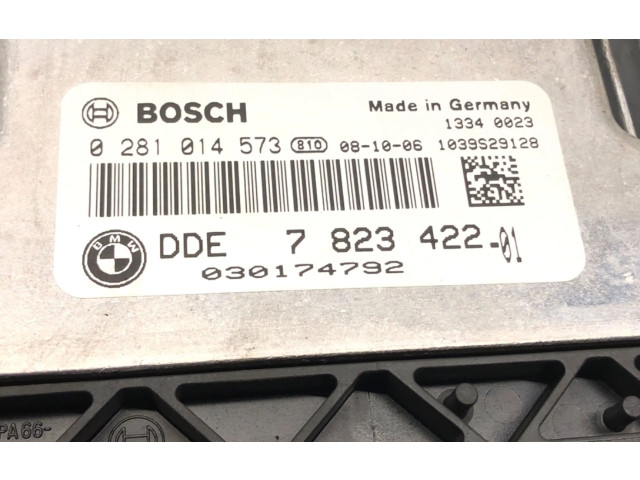 BOSCH Made in Germany
1334 0023
0 281 014 573 810 08-10-06 1039S29128
BMW DDE 7 823 422-01
030174792
PA66-